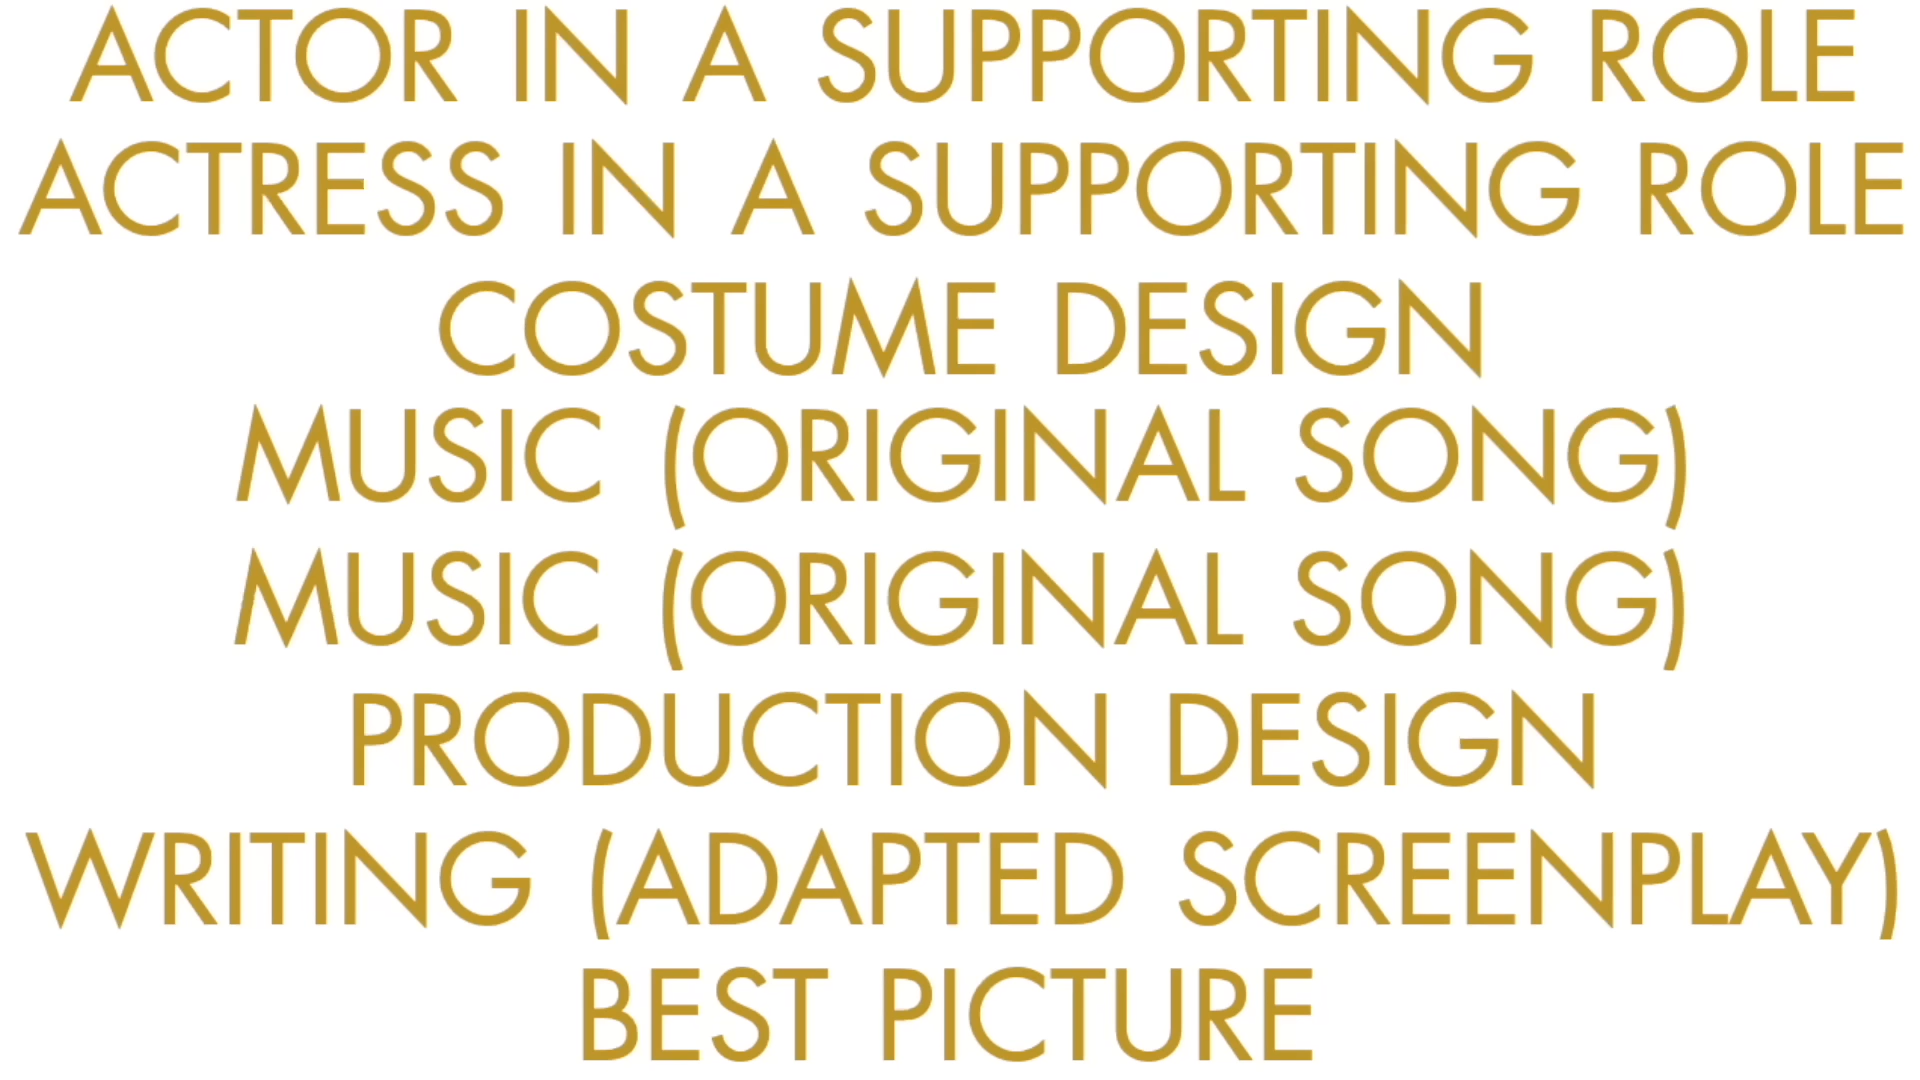 ACTOR IN A SUPPORTING ROLE
ACTRESS IN A SUPPORTING ROLE
COSTUME DESIGN
MUSIC (ORIGINAL SONG)
MUSIC (ORIGINAL SONG)
PRODUCTION DESIGN
WRITING (ADAPTED SCREENPLAY)
BEST PICTURE